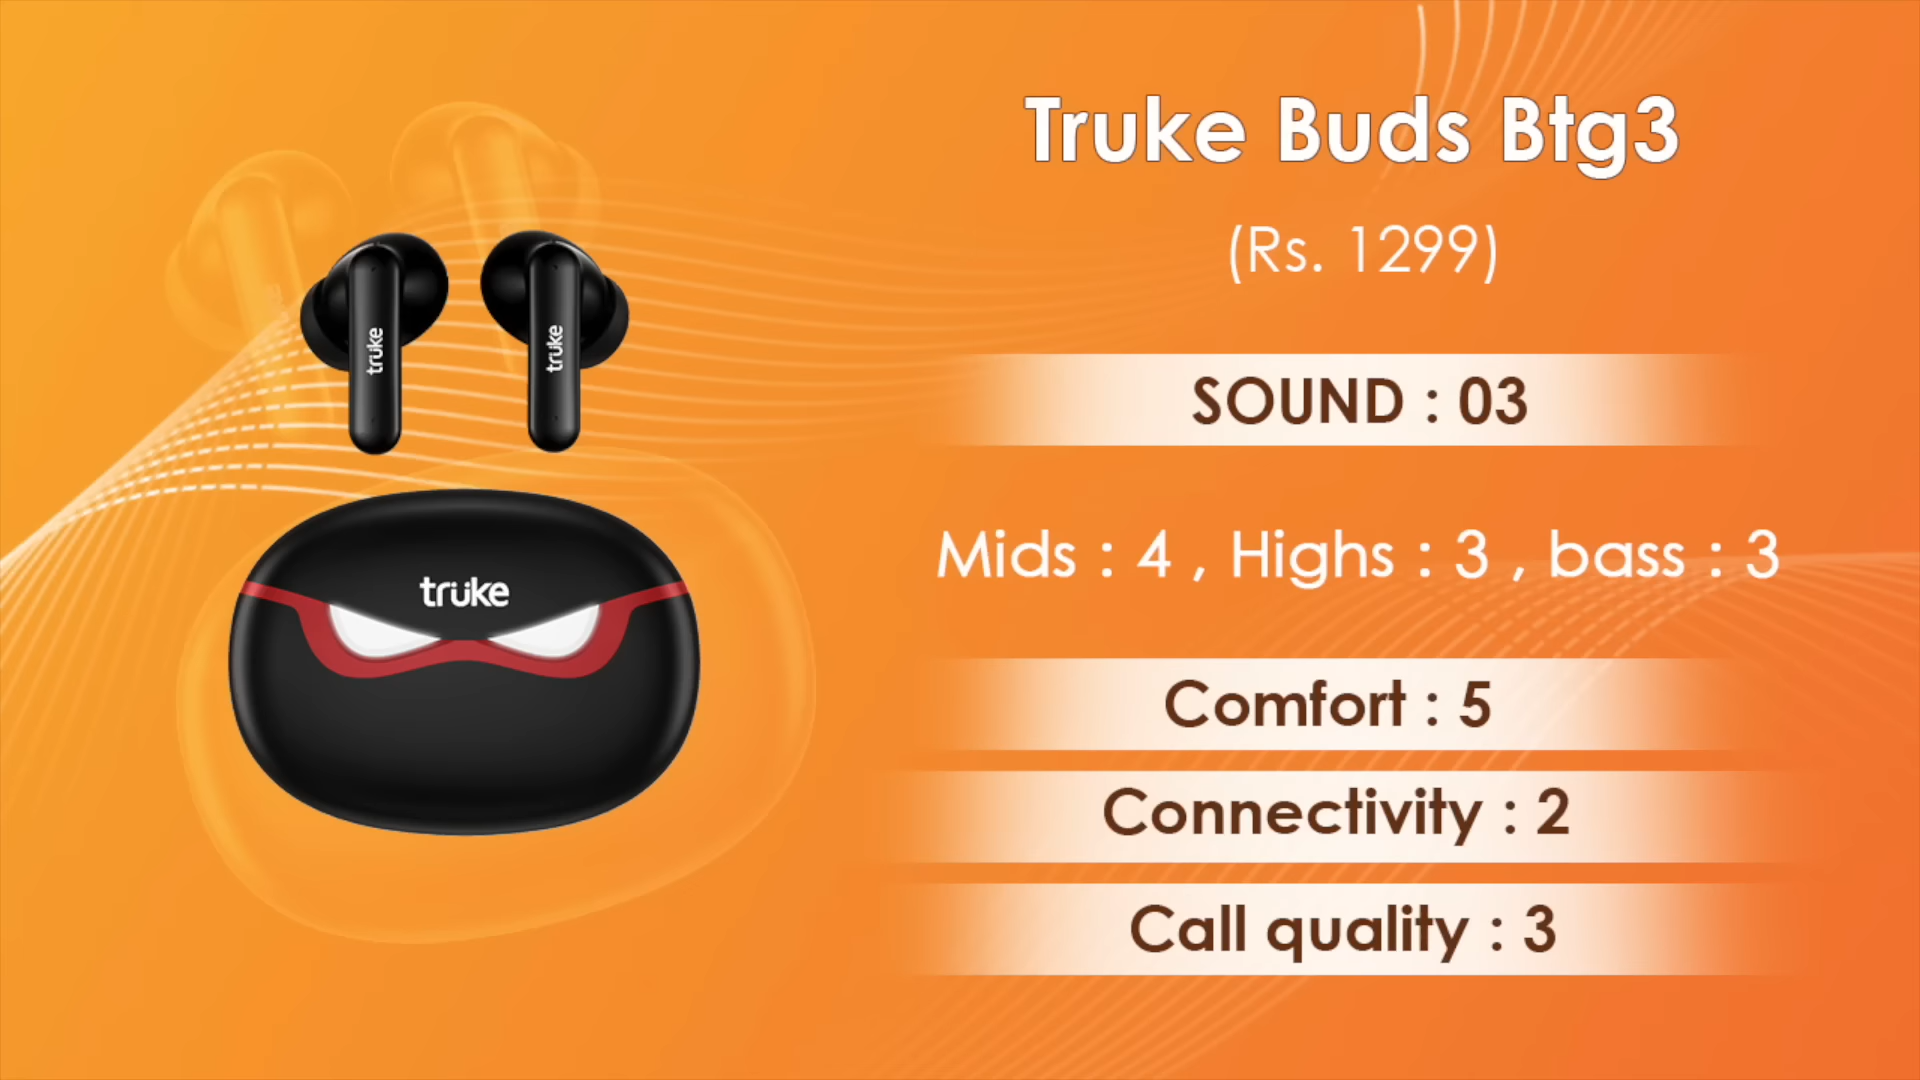 Truke Buds Btg3
(Rs. 1299)
truke
truke
SOUND : 03
Mids : 4 , Highs : 3 , bass : 3
trüke
Comfort : 5
Connectivity : 2
Call quality : 3